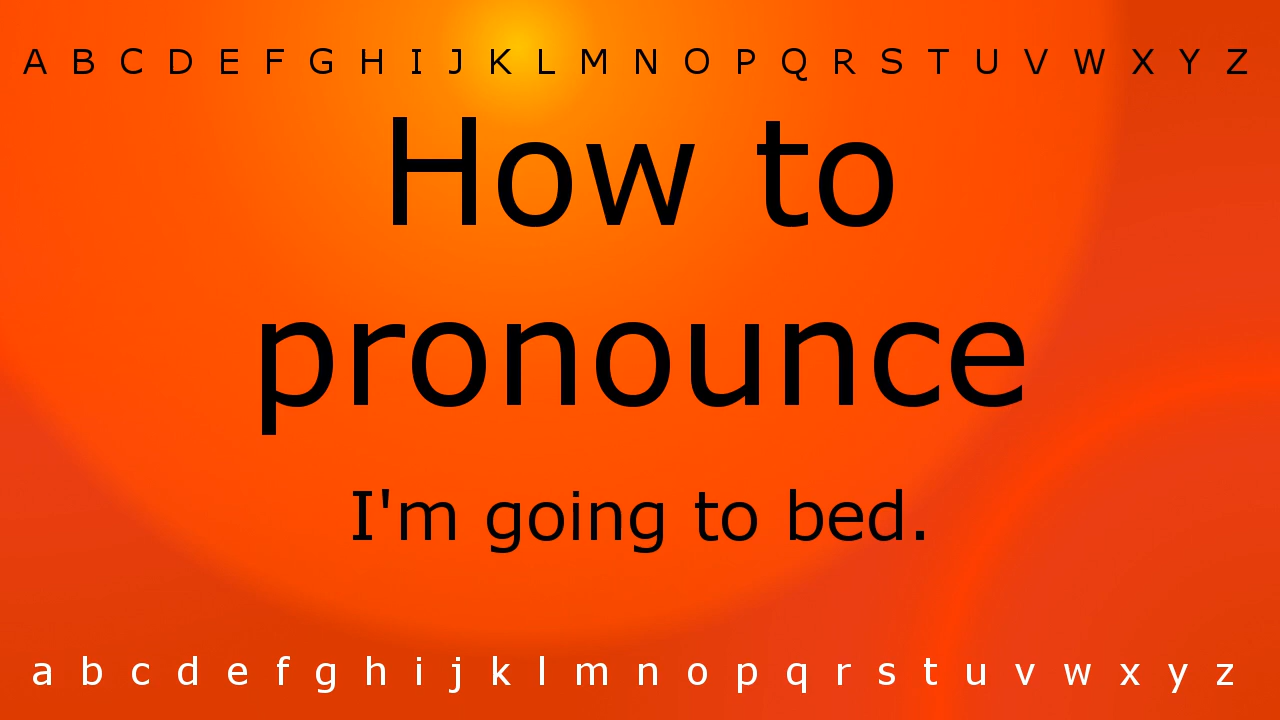 A B C D E F G H I J K L M N O P Q R S T U V W X Y Z
How to
pronounce
I'm going to bed.
a b c d e f g h i j k l m n o p q r s t u v w x y z